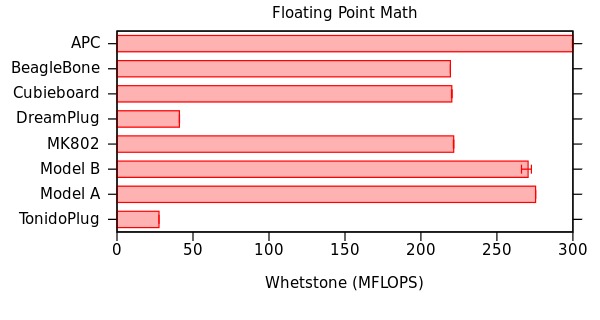 Floating Point Math
APC
BeagleBone
Cubieboard
DreamPlug
MK802
Model B
Model A
TonidoPlug
0 50 100 150 200 250 300
Whetstone (MFLOPS)